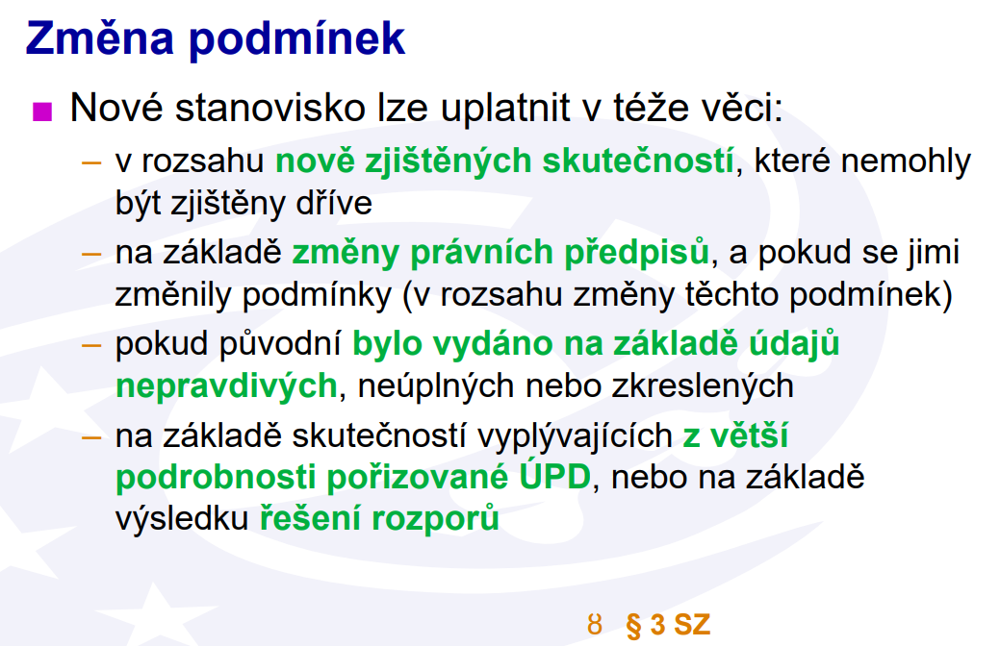 Změna podmínek
■ Nové stanovisko lze uplatnit v téže věci:
– v rozsahu nově zjištěných skutečností, které nemohly
být zjištěny dříve
– na základě změny právních předpisů, a pokud se jimi
změnily podmínky (v rozsahu změny těchto podmínek)
– pokud původní bylo vydáno na základě údajů
nepravdivých, neúplných nebo zkreslených
– na základě skutečností vyplývajících z větší
podrobnosti pořizované ÚPD, nebo na základě
výsledku řešení rozporů
8 § 3 SZ